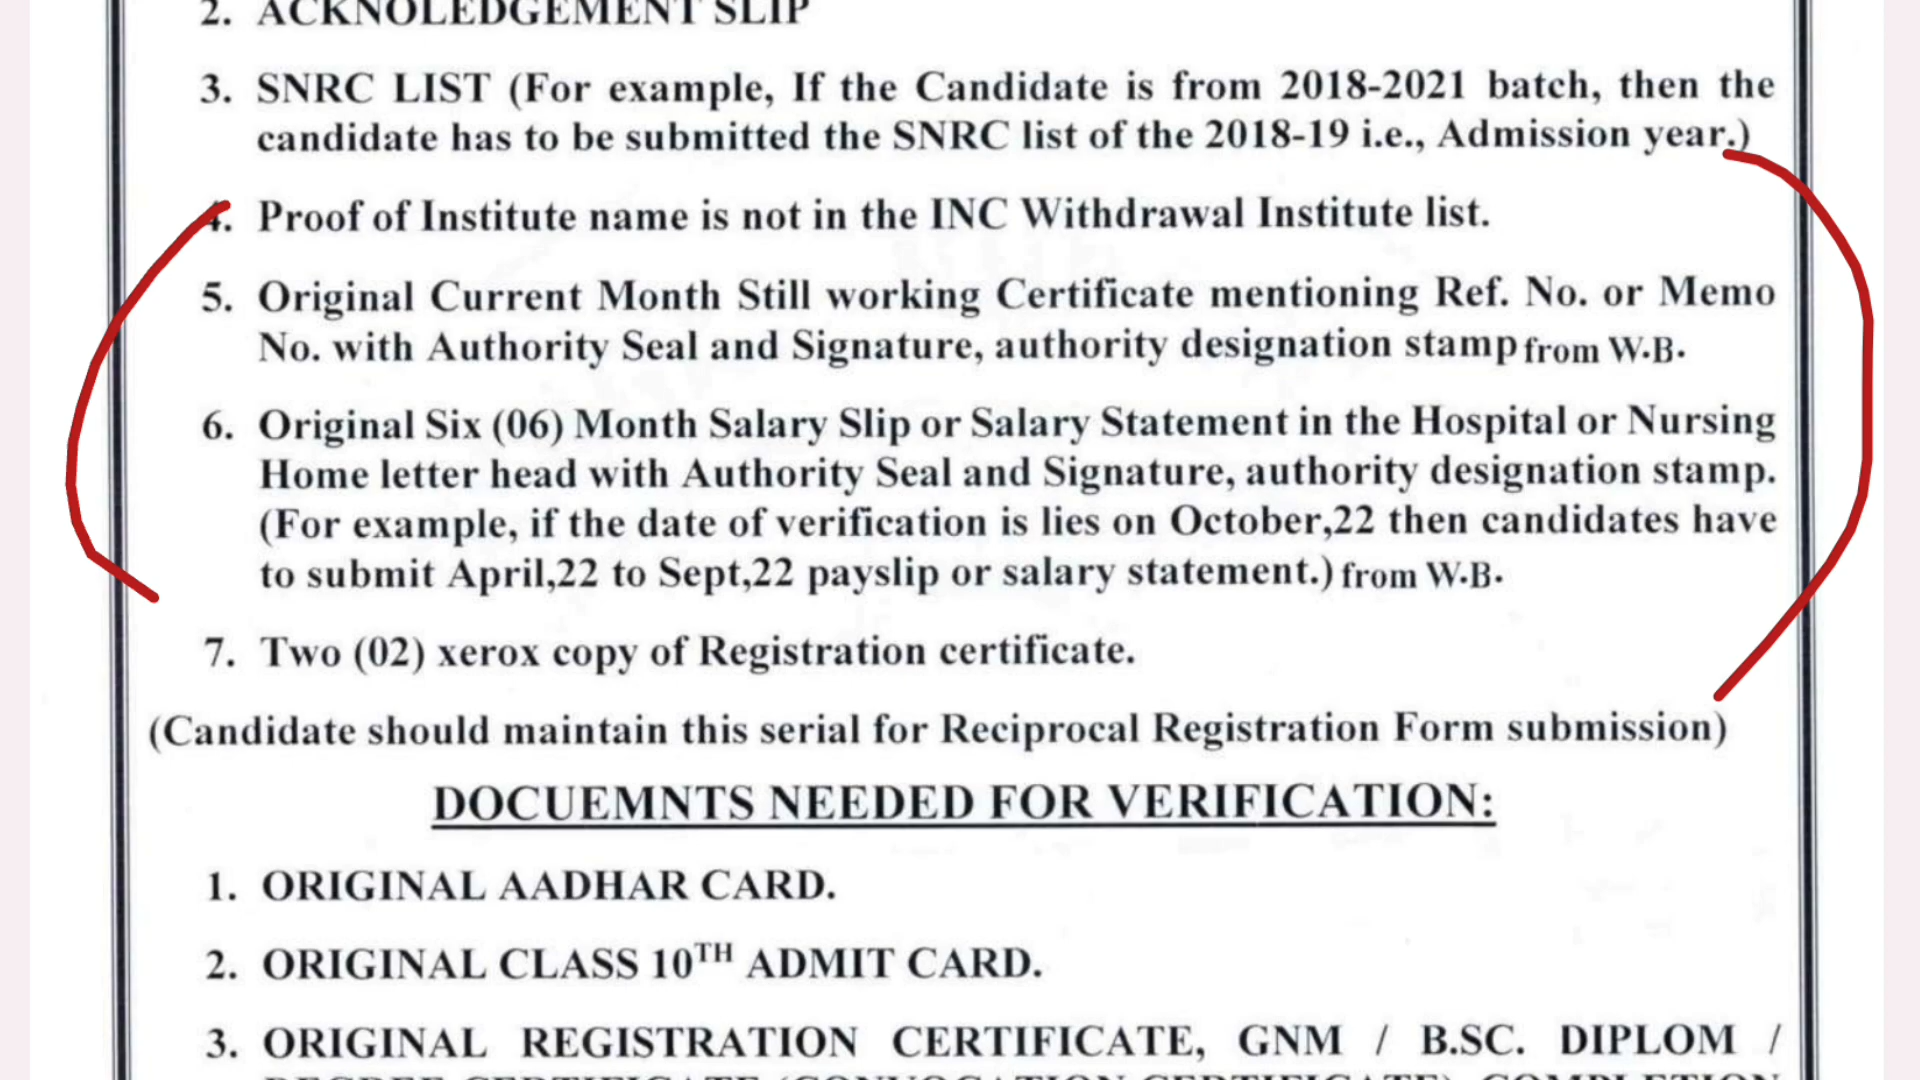 2. ACKNOLEDGEMENT SLIP
3. SNRC LIST (For example, If the Candidate is from 2018-2021 batch, then the
candidate has to be submitted the SNRC list of the 2018-19 i.e., Admission year.)
4. Proof of Institute name is not in the INC Withdrawal Institute list.
5. Original Current Month Still working Certificate mentioning Ref. No. or Memo
No. with Authority Seal and Signature, authority designation stamp from W.B.
6. Original Six (06) Month Salary Slip or Salary Statement in the Hospital or Nursing
Home letter head with Authority Seal and Signature, authority designation stamp.
(For example, if the date of verification is lies on October,22 then candidates have
to submit April,22 to Sept,22 payslip or salary statement.) from W.B.
7. Two (02) xerox copy of Registration certificate.
(Candidate should maintain this serial for Reciprocal Registration Form submission)
DOCUEMNTS NEEDED FOR VERIFICATION:
1. ORIGINAL AADHAR CARD.
2. ORIGINAL CLASS 10TH ADMIT CARD.
3. ORIGINAL REGISTRATION CERTIFICATE, GNM / B.SC. DIPLOM /